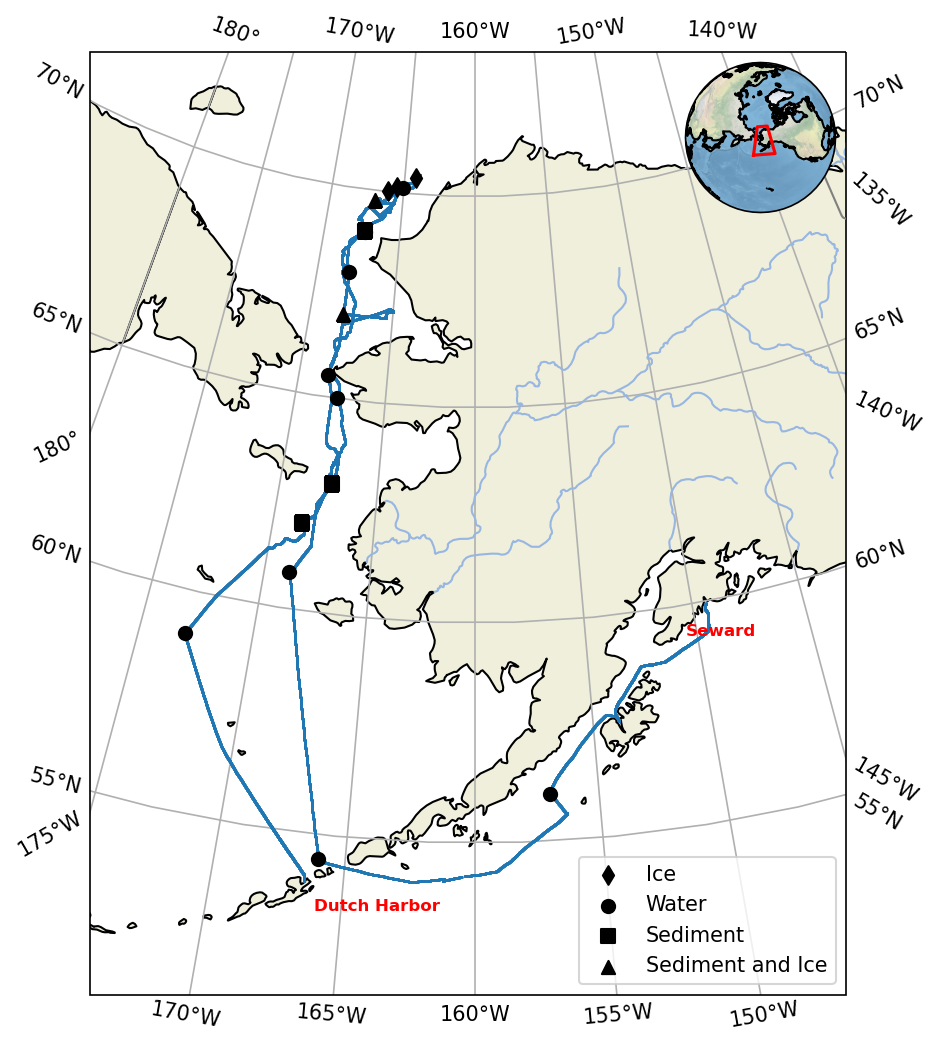 180° 170°W 160°W 150°W 140°W
70°N 70°N
135°W
65°N 65°N
140°W
180°
60°N 60°N
Seward
55°N 145°W
175°W 55°N
Ice
Dutch Harbor Water
Sediment
Sediment and Ice
170°W 165°W 160°W 155°W 150°W